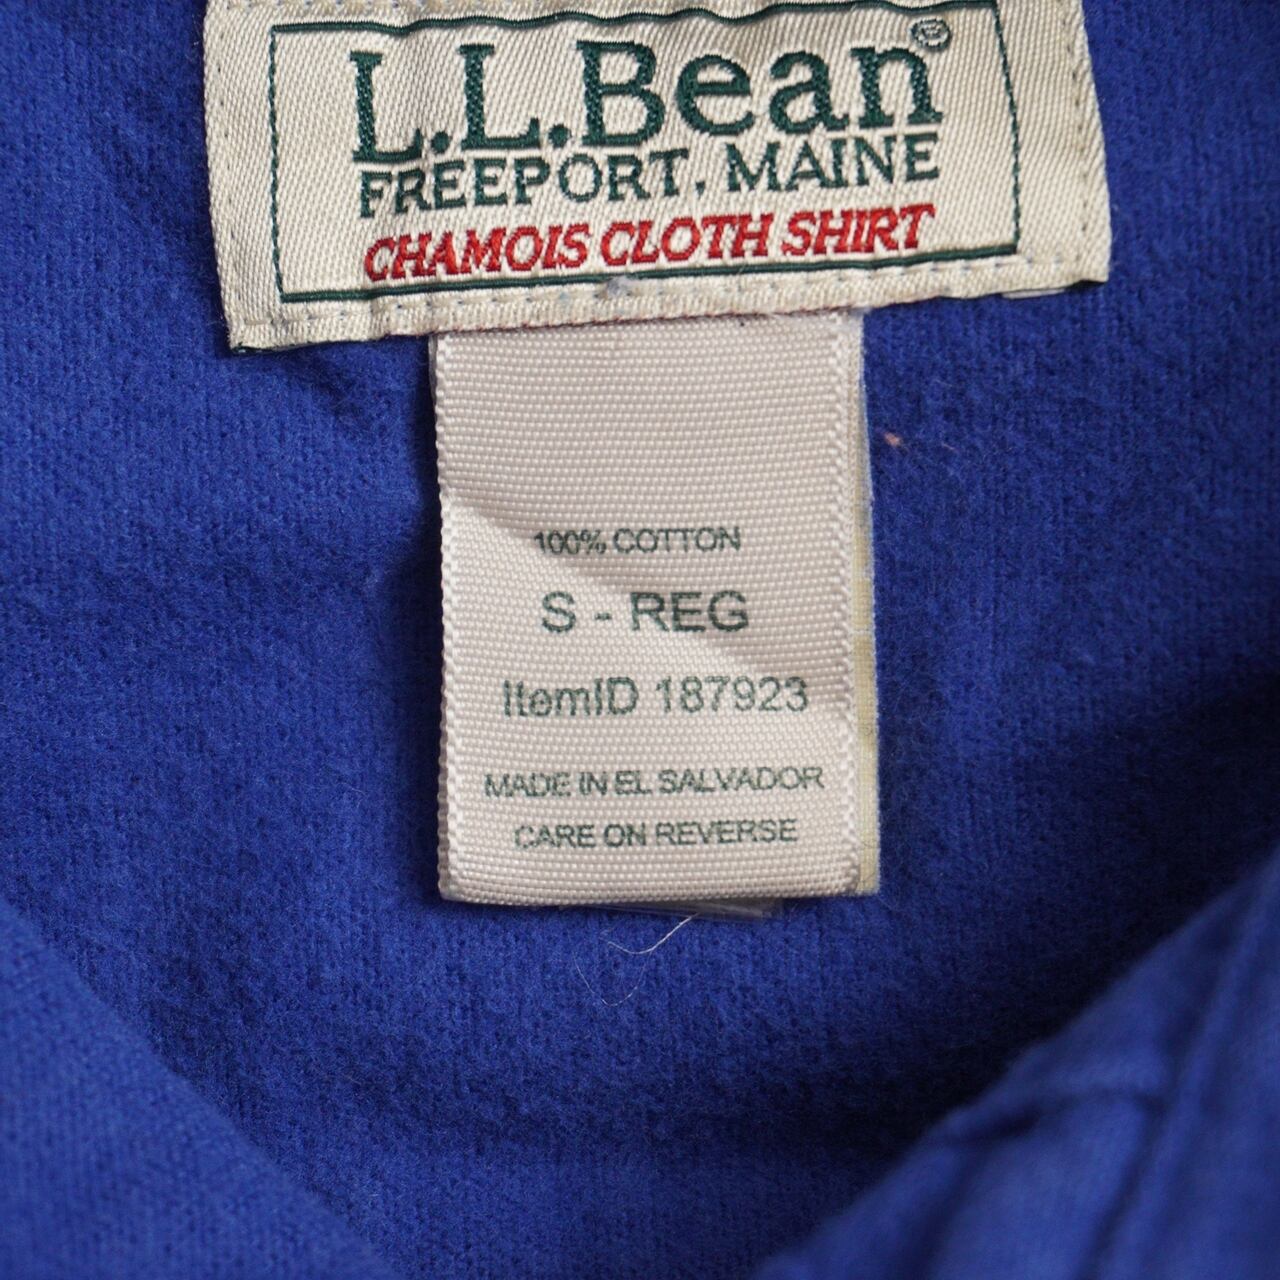 L.L.Bean®
FREEPORT, MAINE
CHAMOIS CLOTH SHIRT
100% COTTON
S - REG
ItemID 187923
MADE IN EL SALVADOR
CARE ON REVERSE